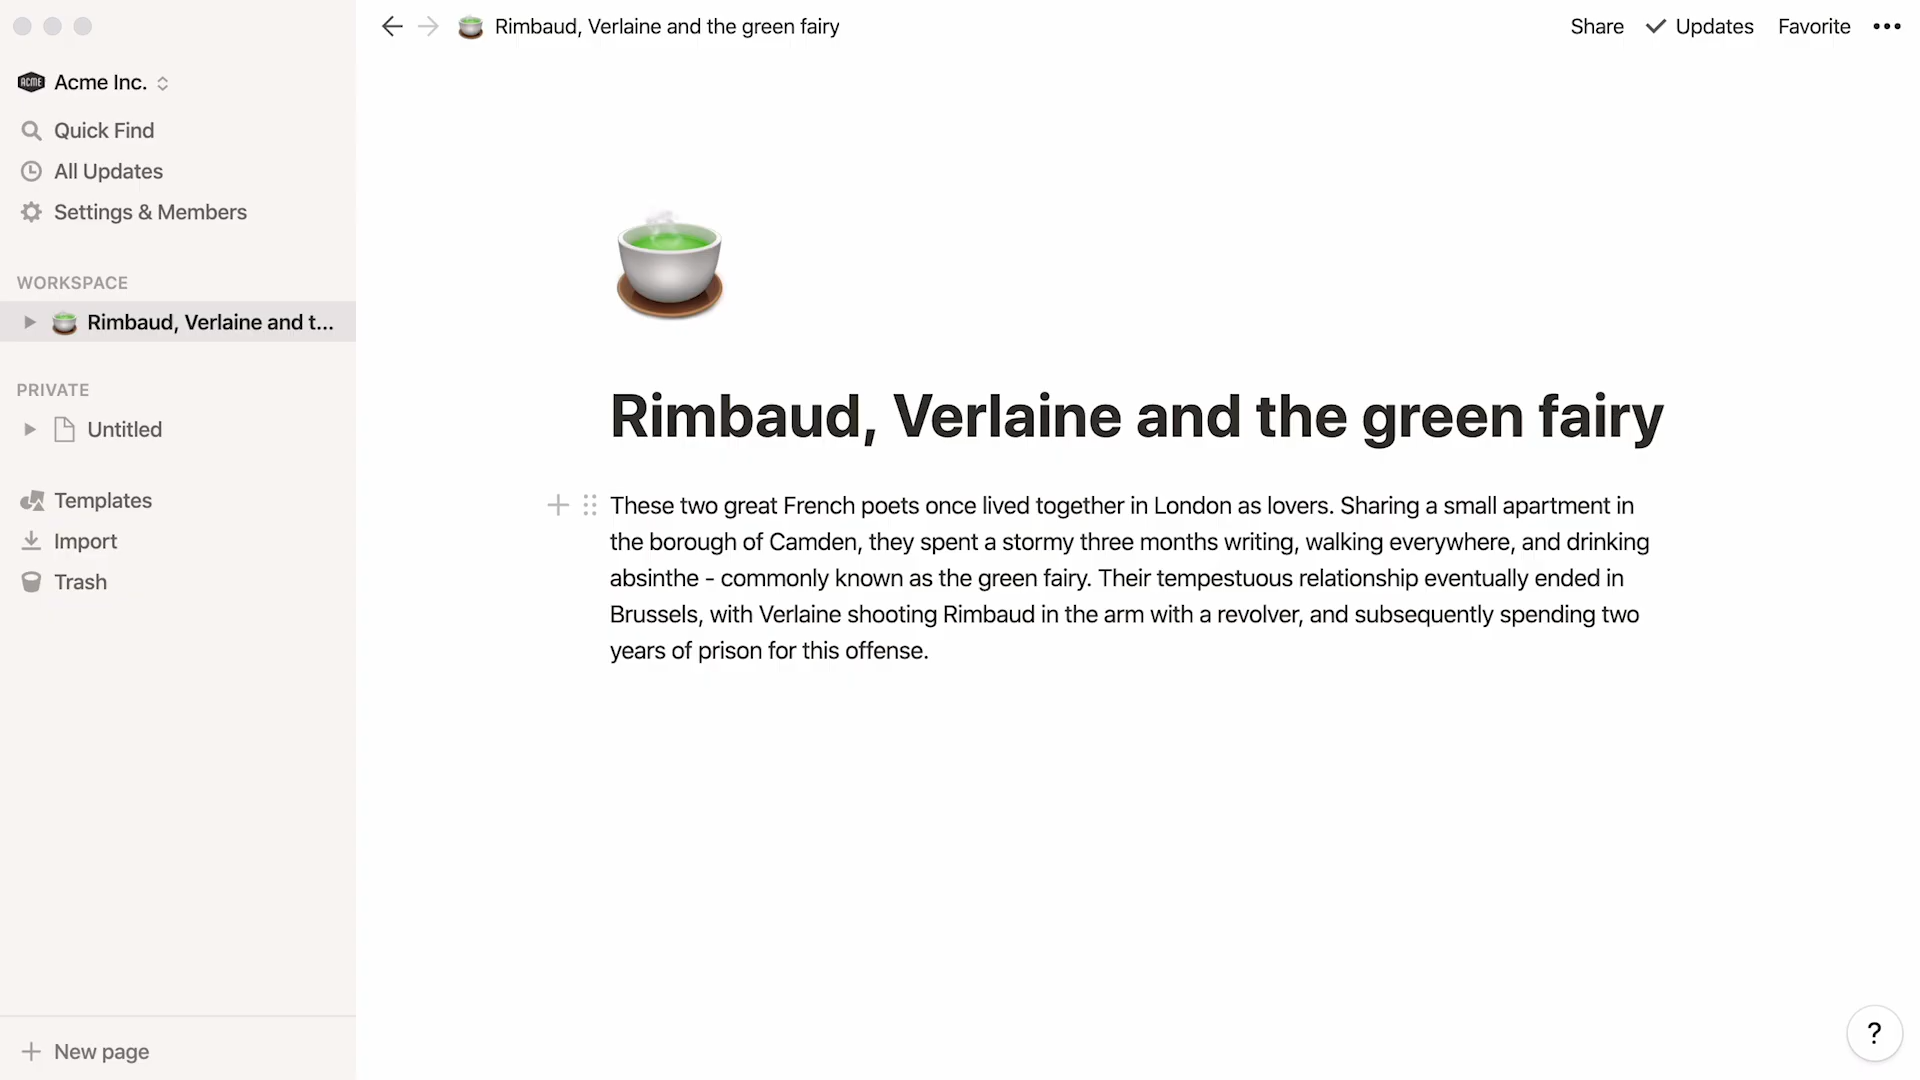 Rimbaud, Verlaine and the green fairy
Share
Updates
Favorite
ACME
Acme Inc.
Quick Find
All Updates
Settings & Members
WORKSPACE
Rimbaud, Verlaine and t...
PRIVATE
Untitled
Templates
Import
Trash
New page
Rimbaud, Verlaine and the green fairy
These two great French poets once lived together in London as lovers. Sharing a small apartment in
the borough of Camden, they spent a stormy three months writing, walking everywhere, and drinking
absinthe - commonly known as the green fairy. Their tempestuous relationship eventually ended in
Brussels, with Verlaine shooting Rimbaud in the arm with a revolver, and subsequently spending two
years of prison for this offense.
?